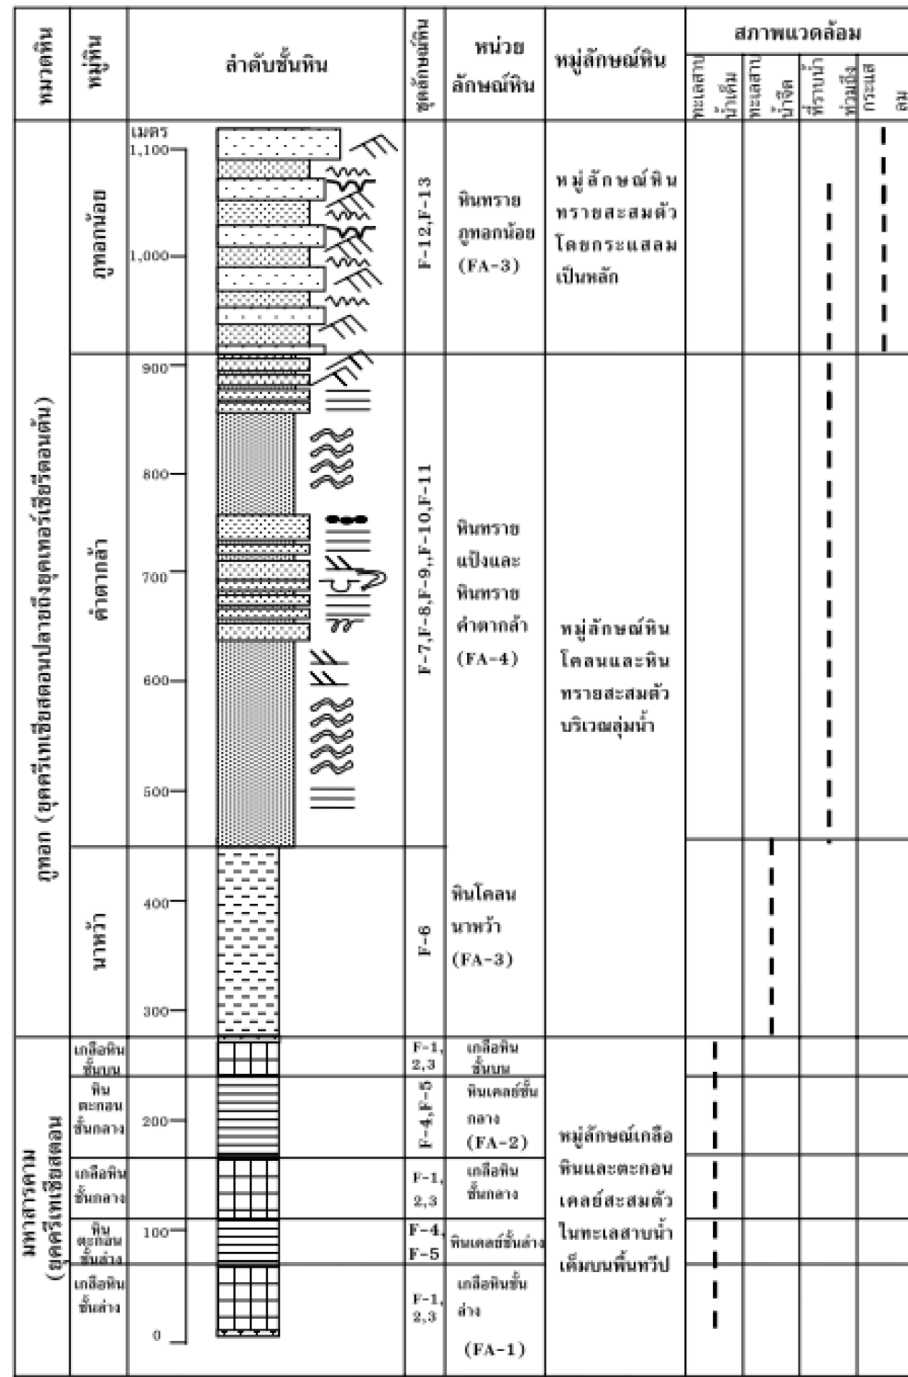 หมวดหิน
หมู่หิน
ลำดับชั้นหิน
ชุดลักษณ์หิน
หน่วย
ลักษณ์หิน
หมู่ลักษณ์หิน
สภาพแวดล้อม
ทะเลสาบ
น้ำเค็ม
ทะเลสาบ
น้ำจืด
ที่ราบน้ำ
ท่วมถึง
กระแส
ลม
ภูทอก (ยุคครีเทเชียสตอนปลายถึงยุคเทอร์เชียรีตอนต้น)
ภูทอกน้อย
เมตร
1,100
1,000
F-12,F-13
หินทราย
ภูทอกน้อย
(FA-3)
หมู่ลักษณ์หิน
ทรายสะสมตัว
โดยกระแสลม
เป็นหลัก
คำตากล้า
900
800
700
600
500
F-7,F-8,F-9,,F-10,F-11
หินทราย
แป้งและ
หินทราย
คำตากล้า
(FA-4)
หมู่ลักษณ์หิน
โคลนและหิน
ทรายสะสมตัว
บริเวณลุ่มน้ำ
นาหว้า
400
300
F-6
หินโคลน
นาหว้า
(FA-3)
มหาสารคาม
(ยุคครีเทเชียสตอน
เกลือหิน
ชั้นบน
F-1,
2,3
เกลือหิน
ชั้นบน
หิน
ตะกอน
ชั้นกลาง
200
F-4,F-5
หินเคลย์ชั้น
กลาง
(FA-2)
หมู่ลักษณ์เกลือ
หินและตะกอน
เคลย์สะสมตัว
ในทะเลสาบน้ำ
เค็มบนพื้นทวีป
เกลือหิน
ชั้นกลาง
F-1,
2,3
เกลือหิน
ชั้นกลาง
หิน
ตะกอน
ชั้นล่าง
100
F-4,
F-5
หินเคลย์ชั้นล่าง
เกลือหิน
ชั้นล่าง
0
F-1,
2,3
เกลือหินชั้น
ล่าง
(FA-1)